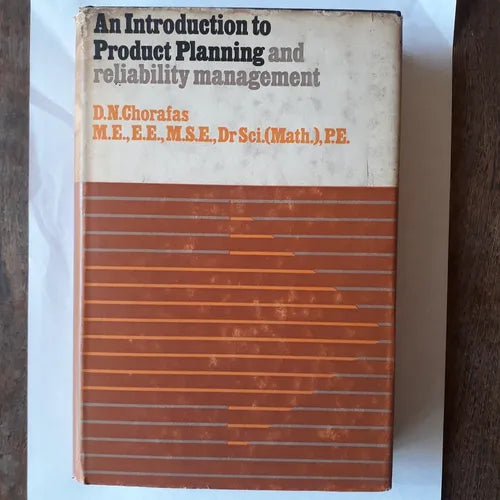 An Introduction to
Product Planning and
reliability management
D.N.Chorafas
M.E., E.E., M.S.E., Dr Sci.(Math.), P.E.